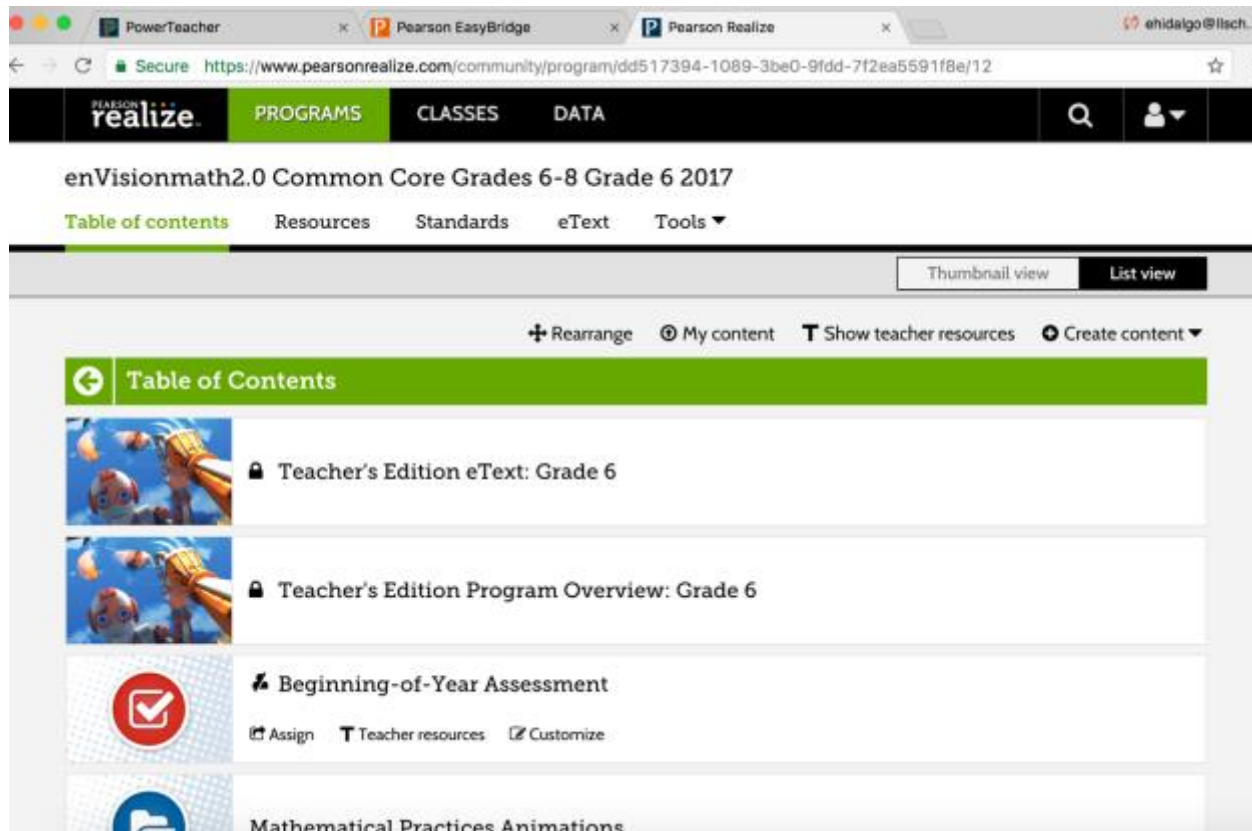 PowerTeacher Pearson EasyBridge Pearson Realize ehidalgo@llsch...
Secure https://www.pearsonrealize.com/community/program/dd517394-1089-3be0-9fdd-7f2ea5591f8e/12
PEARSON
realize. PROGRAMS CLASSES DATA
enVisionmath2.0 Common Core Grades 6-8 Grade 6 2017
Table of contents Resources Standards eText Tools
Thumbnail view List view
Rearrange My content T Show teacher resources Create content
Table of Contents
Teacher's Edition eText: Grade 6
Teacher's Edition Program Overview: Grade 6
Beginning-of-Year Assessment
Assign T Teacher resources Customize
Mathematical Practices Animations